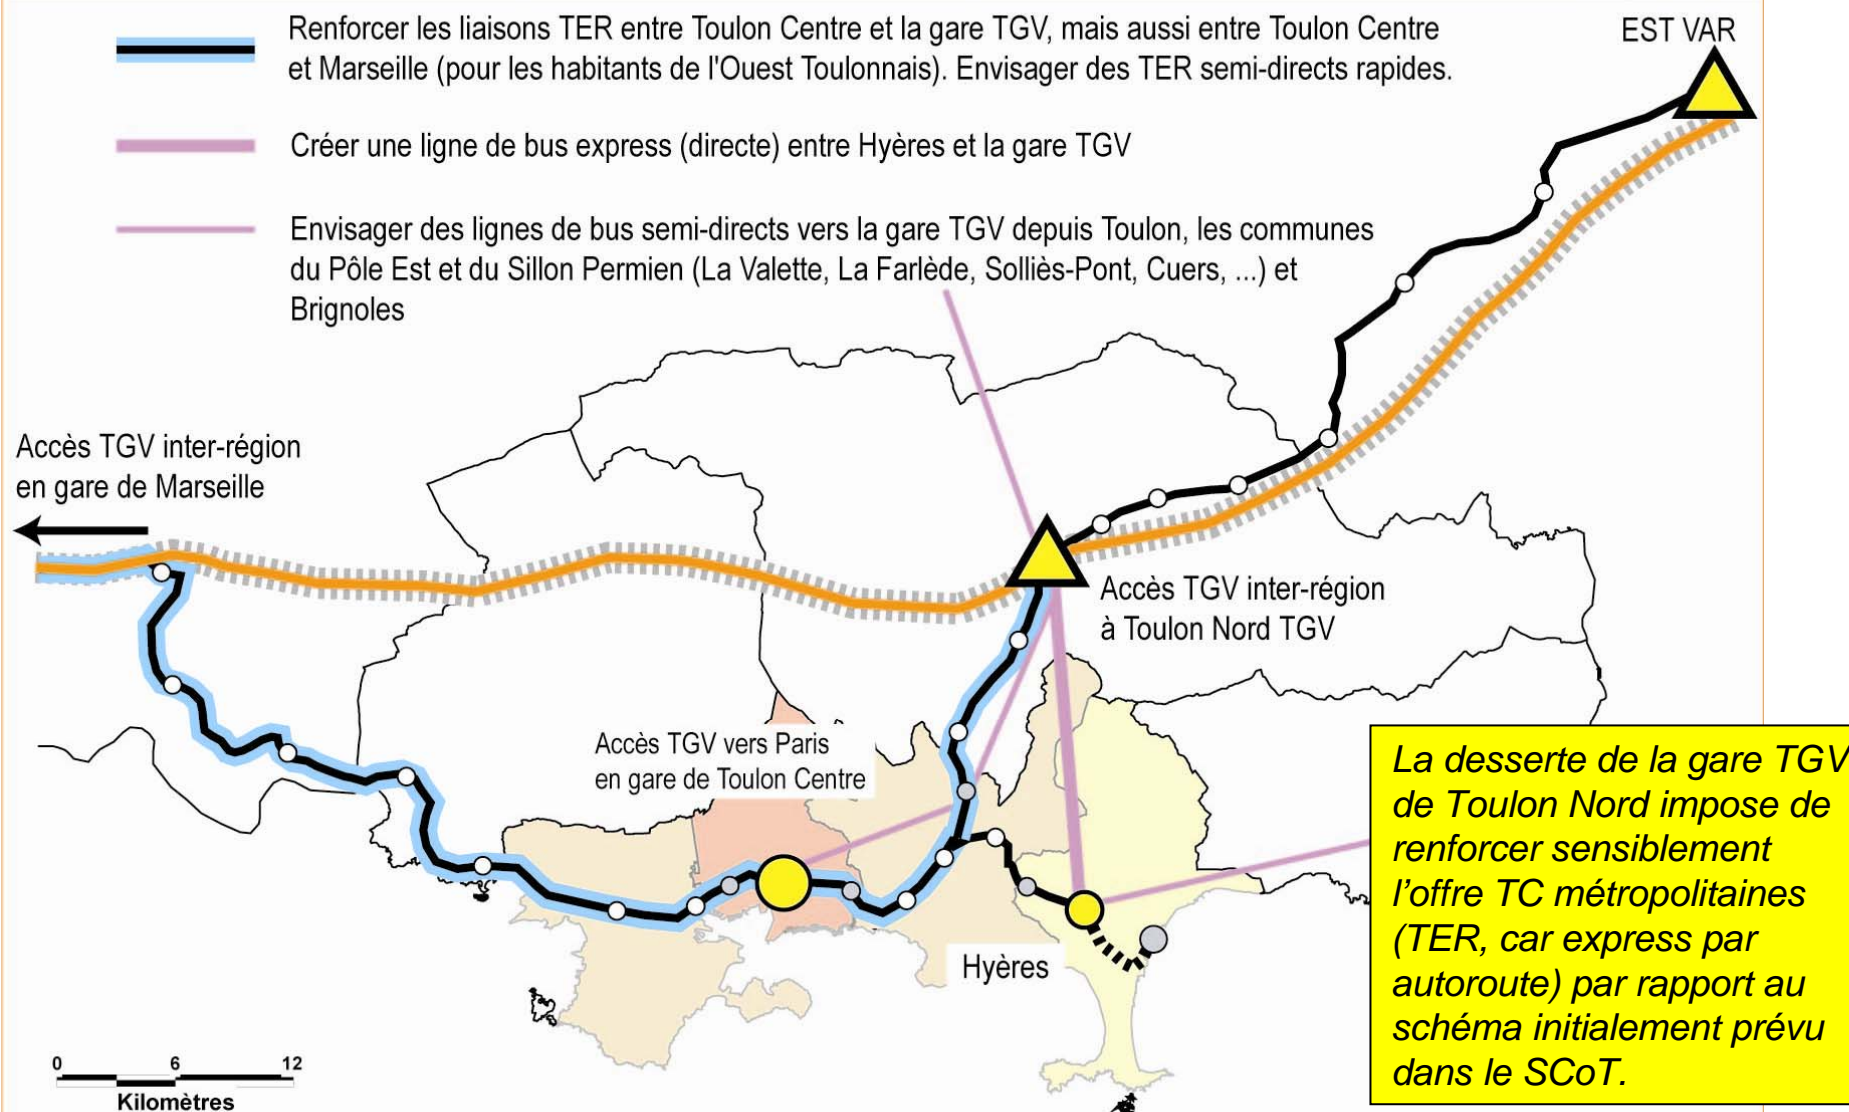 Renforcer les liaisons TER entre Toulon Centre et la gare TGV, mais aussi entre Toulon Centre
et Marseille (pour les habitants de l'Ouest Toulonnais). Envisager des TER semi-directs rapides.
EST VAR
Créer une ligne de bus express (directe) entre Hyères et la gare TGV
Envisager des lignes de bus semi-directs vers la gare TGV depuis Toulon, les communes
du Pôle Est et du Sillon Permien (La Valette, La Farlède, Solliès-Pont, Cuers, ...) et
Brignoles
Accès TGV inter-région
en gare de Marseille
Accès TGV inter-région
à Toulon Nord TGV
Accès TGV vers Paris
en gare de Toulon Centre
Hyères
La desserte de la gare TGV
de Toulon Nord impose de
renforcer sensiblement
l’offre TC métropolitaines
(TER, car express par
autoroute) par rapport au
schéma initialement prévu
dans le SCoT.
0 6 12
Kilomètres